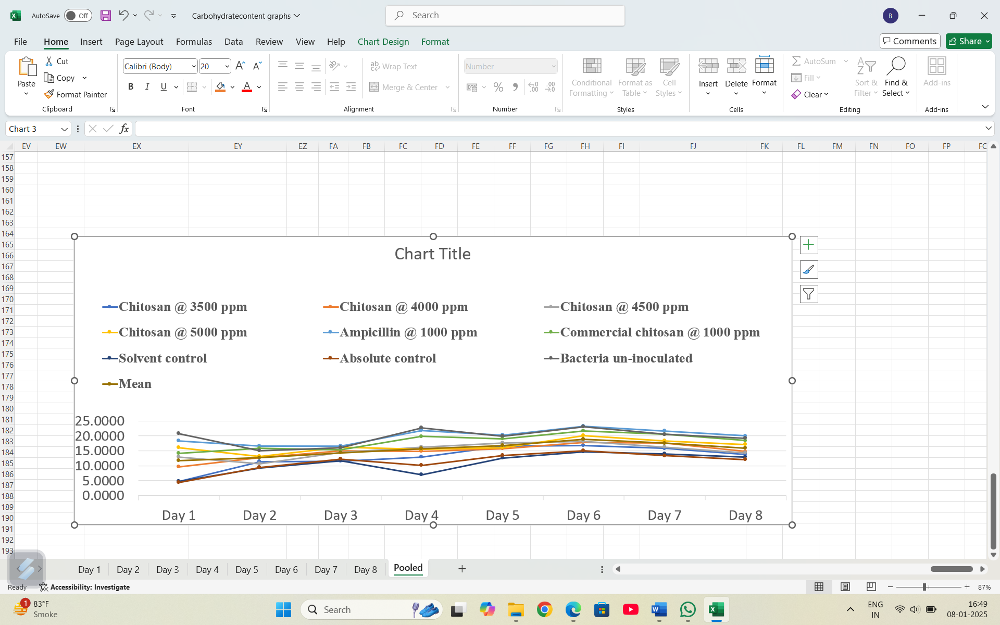 AutoSave Off Carbohydratecontent graphs Search B
File Home Insert Page Layout Formulas Data Review View Help Chart Design Format Comments Share
Paste Cut Copy Format Painter Clipboard
Calibri (Body) 20 A A B I U A Font
ab Wrap Text Merge & Center Alignment
Number % 9 .00 .00 Number
Conditional Formatting Format as Table Cell Styles Styles
Insert Delete Format Cells
AutoSum Fill Clear Sort & Filter Find & Select Editing
Add-ins Add-ins
Chart 3 fx
EV EW EX EY EZ FA FB FC FD FE FF FG FH FI FJ FK FL FM FN FO FP
157
158
159
160
161
162
163
164
165
166
167
168
169
170
171
172
173
174
175
176
177
178
179
180
181
182
183
184
185
186
187
188
189
190
191
192
193
Chart Title
Chitosan @ 3500 ppm Chitosan @ 4000 ppm Chitosan @ 4500 ppm
Chitosan @ 5000 ppm Ampicillin @ 1000 ppm Commercial chitosan @ 1000 ppm
Solvent control Absolute control Bacteria un-inoculated
Mean
25.0000
20.0000
15.0000
10.0000
5.0000
0.0000
Day 1 Day 2 Day 3 Day 4 Day 5 Day 6 Day 7 Day 8
Day 1 Day 2 Day 3 Day 4 Day 5 Day 6 Day 7 Day 8 Pooled
Ready Accessibility: Investigate 87%
1 83°F Search ENG 16:49
Smoke IN 08-01-2025